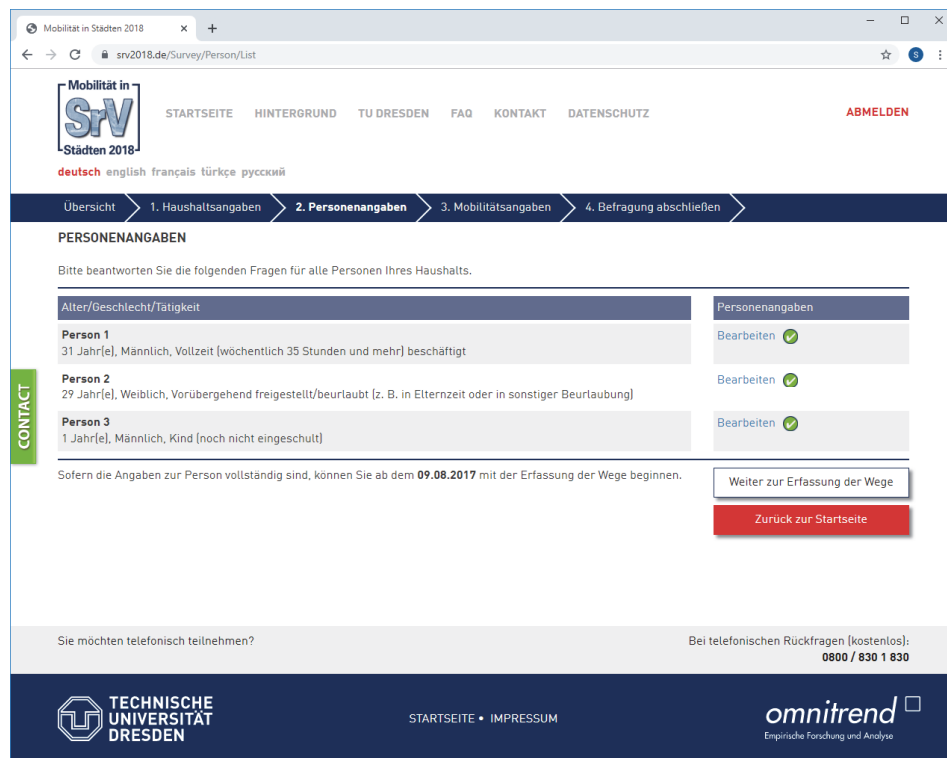 Mobilität in Städten 2018
srv2018.de/Survey/Person/List
S
Mobilität in
SrV
Städten 2018
STARTSEITE HINTERGRUND TU DRESDEN FAQ KONTAKT DATENSCHUTZ
ABMELDEN
deutsch english français türkçe русский
Übersicht 1. Haushaltsangaben 2. Personenangaben 3. Mobilitätsangaben 4. Befragung abschließen
PERSONENANGABEN
Bitte beantworten Sie die folgenden Fragen für alle Personen Ihres Haushalts.
Alter/Geschlecht/Tätigkeit Personenangaben
Person 1
31 Jahr(e), Männlich, Vollzeit (wöchentlich 35 Stunden und mehr) beschäftigt
Bearbeiten
Person 2
29 Jahr(e), Weiblich, Vorübergehend freigestellt/beurlaubt (z. B. in Elternzeit oder in sonstiger Beurlaubung)
Bearbeiten
Person 3
1 Jahr(e), Männlich, Kind (noch nicht eingeschult)
Bearbeiten
CONTACT
Sofern die Angaben zur Person vollständig sind, können Sie ab dem 09.08.2017 mit der Erfassung der Wege beginnen.
Weiter zur Erfassung der Wege
Zurück zur Startseite
Sie möchten telefonisch teilnehmen?
Bei telefonischen Rückfragen (kostenlos):
0800 / 830 1 830
TECHNISCHE
UNIVERSITÄT
DRESDEN
STARTSEITE • IMPRESSUM
omnitrend
Empirische Forschung und Analyse